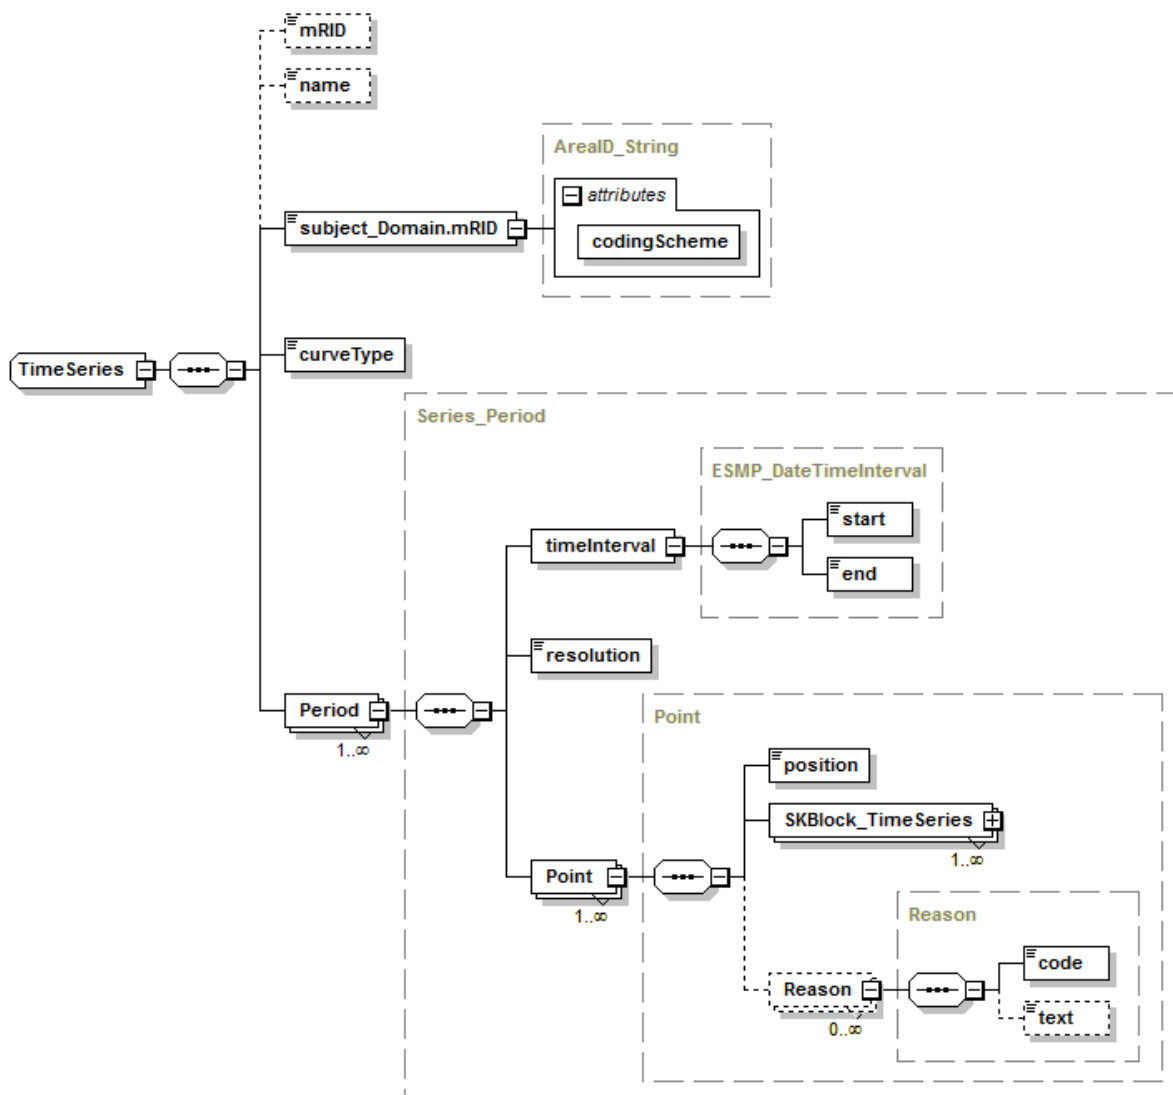 mRID
name
AreaID_String
attributes
subject_Domain.mRID
codingScheme
TimeSeries
curveType
Series_Period
ESMP_DateTimeInterval
start
timeInterval
end
resolution
Period
1..∞
Point
position
SKBlock_TimeSeries
1..∞
Point
1..∞
Reason
code
Reason
0..∞
text